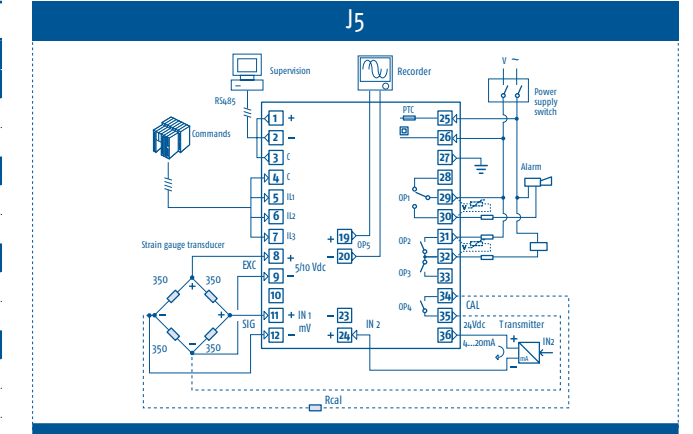 J5
Supervision
Recorder
V ~
Power
supply
switch
RS485
PTC
Commands
1 +
2 −
3 C
4 C
5 IL1
6 IL2
7 IL3
8 +
9 −
5/10 Vdc
10
11 + IN 1
12 −
mV
+ 19
− 20
OP5
− 23
+ 24
IN 2
25
26
27
28
29
30
31
32
33
34
35
36
OP1
OP2
OP3
OP4
V
V
Alarm
Strain gauge transducer
EXC
SIG
350
350
350
350
+
−
+
−
CAL
24Vdc
Transmitter
4...20mA
+
−
mA
IN2
Rcal